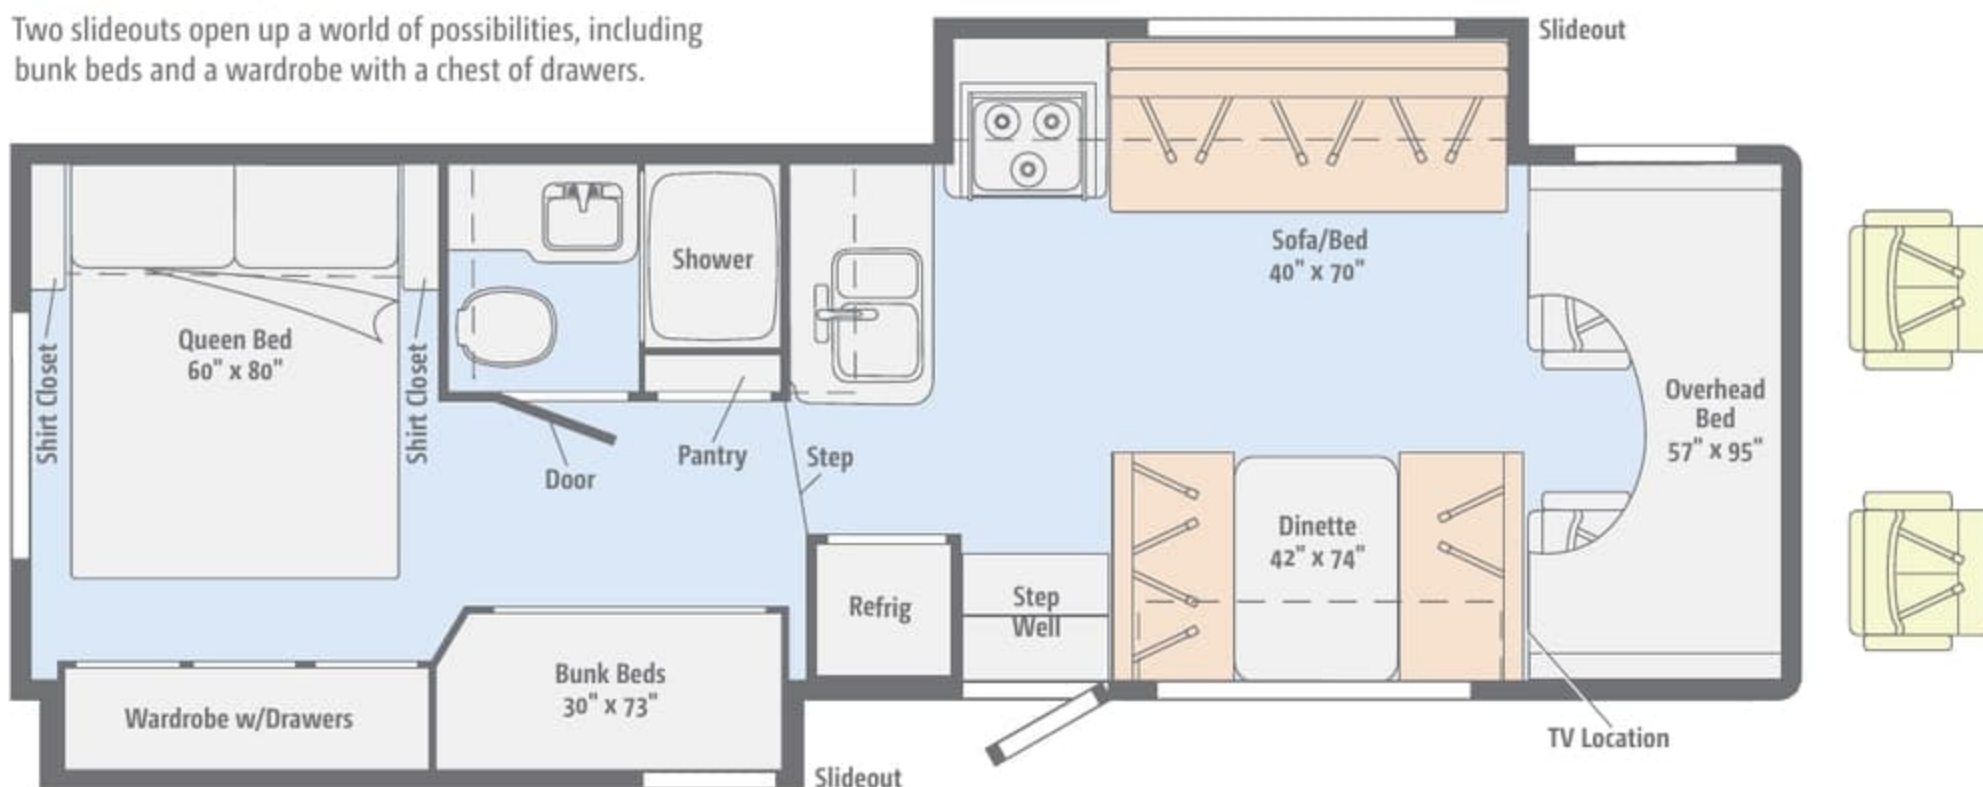 Two slideouts open up a world of possibilities, including
bunk beds and a wardrobe with a chest of drawers.
Slideout
Shirt Closet
Queen Bed
60" x 80"
Shirt Closet
Shower
Door
Pantry
Step
Sofa/Bed
40" x 70"
Overhead
Bed
57" x 95"
Dinette
42" x 74"
Refrig
Step
Well
Bunk Beds
30" x 73"
Wardrobe w/Drawers
TV Location
Slideout